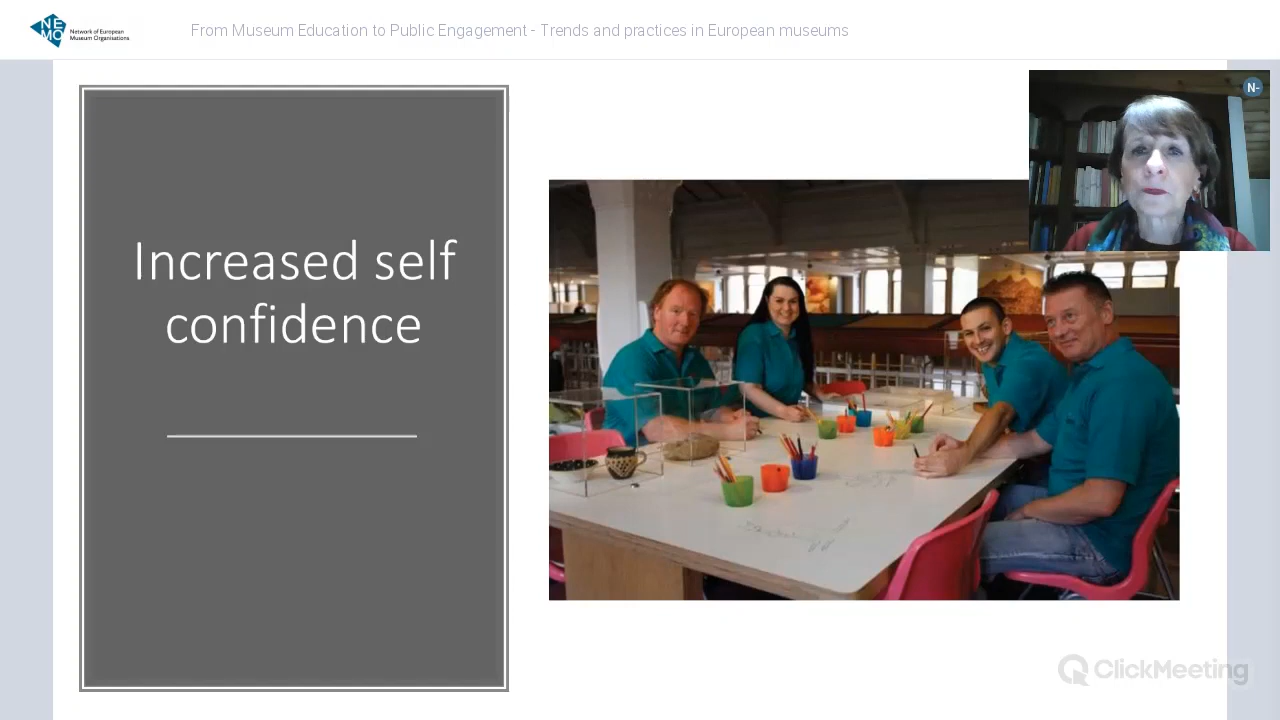 NE
MO
Network of European
Museum Organisations
From Museum Education to Public Engagement - Trends and practices in European museums
N-
Increased self
confidence
ClickMeeting